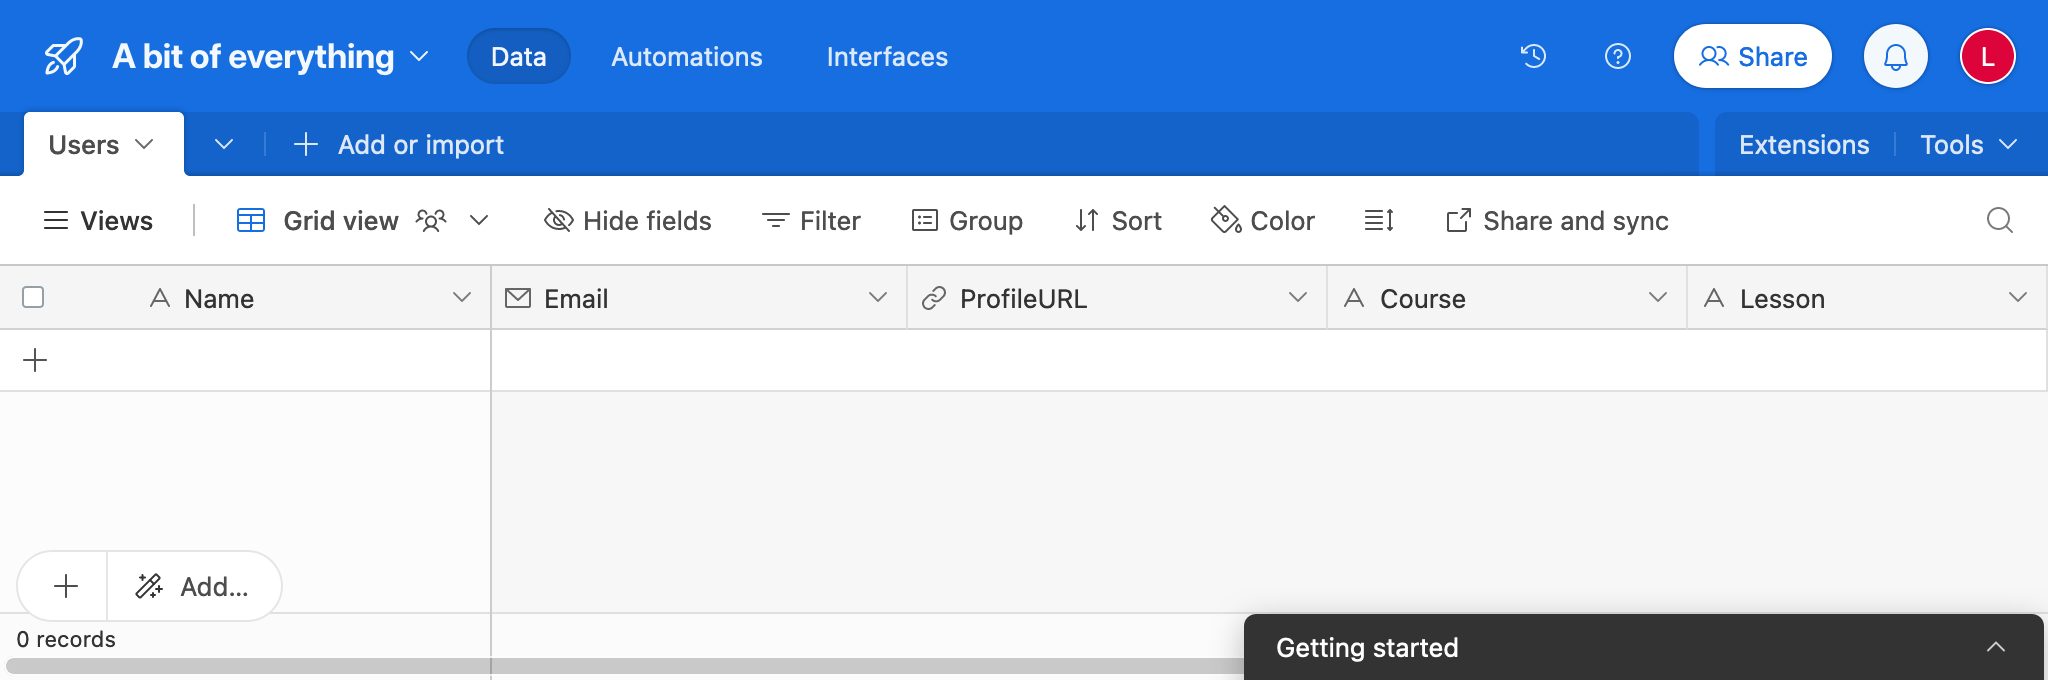 A bit of everything Data Automations Interfaces Share L
Users Add or import Extensions Tools
Views Grid view Hide fields Filter Group Sort Color Share and sync
Name Email ProfileURL Course Lesson
Add...
0 records
Getting started